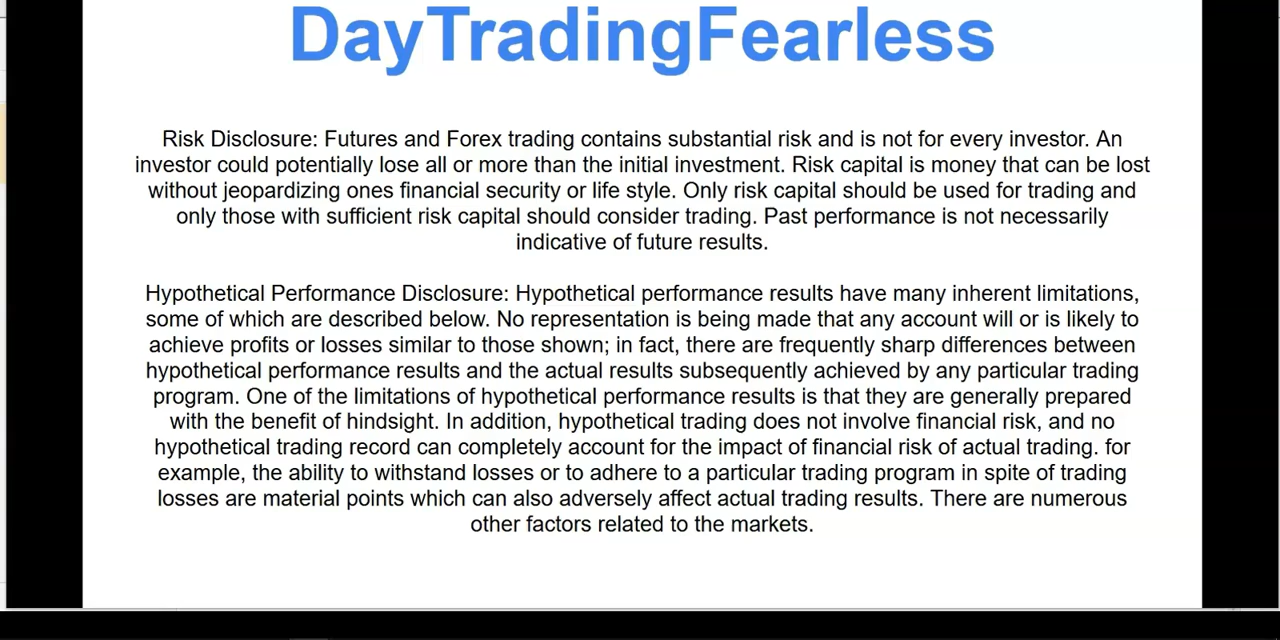 DayTradingFearless
Risk Disclosure: Futures and Forex trading contains substantial risk and is not for every investor. An
investor could potentially lose all or more than the initial investment. Risk capital is money that can be lost
without jeopardizing ones financial security or life style. Only risk capital should be used for trading and
only those with sufficient risk capital should consider trading. Past performance is not necessarily
indicative of future results.
Hypothetical Performance Disclosure: Hypothetical performance results have many inherent limitations,
some of which are described below. No representation is being made that any account will or is likely to
achieve profits or losses similar to those shown; in fact, there are frequently sharp differences between
hypothetical performance results and the actual results subsequently achieved by any particular trading
program. One of the limitations of hypothetical performance results is that they are generally prepared
with the benefit of hindsight. In addition, hypothetical trading does not involve financial risk, and no
hypothetical trading record can completely account for the impact of financial risk of actual trading. for
example, the ability to withstand losses or to adhere to a particular trading program in spite of trading
losses are material points which can also adversely affect actual trading results. There are numerous
other factors related to the markets.